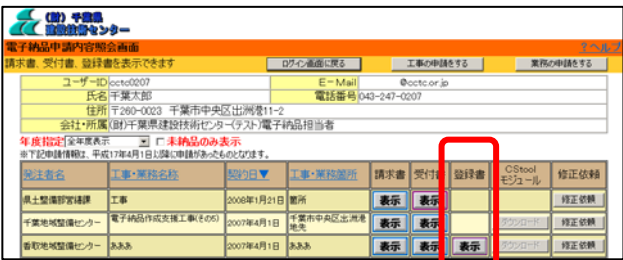 (財) 千葉県
建設技術センター
電子納品申請内容照会画面
?ヘルプ
請求書、受付書、登録書を表示できます
ログイン画面に戻る
工事の申請をする
業務の申請をする
ユーザーID cctc0207 E-Mail @cctc.or.jp
氏名 千葉太郎 電話番号 043-247-0207
住所 〒260-0023 千葉市中央区出洲港11-2
会社・所属 (財)千葉県建設技術センター(テスト)電子納品担当者
年度指定 全年度表示 未納品のみ表示
※下記申請情報は、平成17年4月1日以降に申請があったものとなります。
発注者名 工事・業務名称 契約日▼ 工事・業務箇所 請求書 受付書 登録書 CStoolモジュール 修正依頼
県土整備部営繕課 工事 2008年1月21日 箇所 表示 表示 修正依頼
千葉地域整備センター 電子納品作成支援工事(その5) 2007年4月1日 千葉市中央区出洲港地先 表示 表示 ダウンロード 修正依頼
香取地域整備センター あああ 2007年4月1日 あああ 表示 表示 表示 ダウンロード 修正依頼